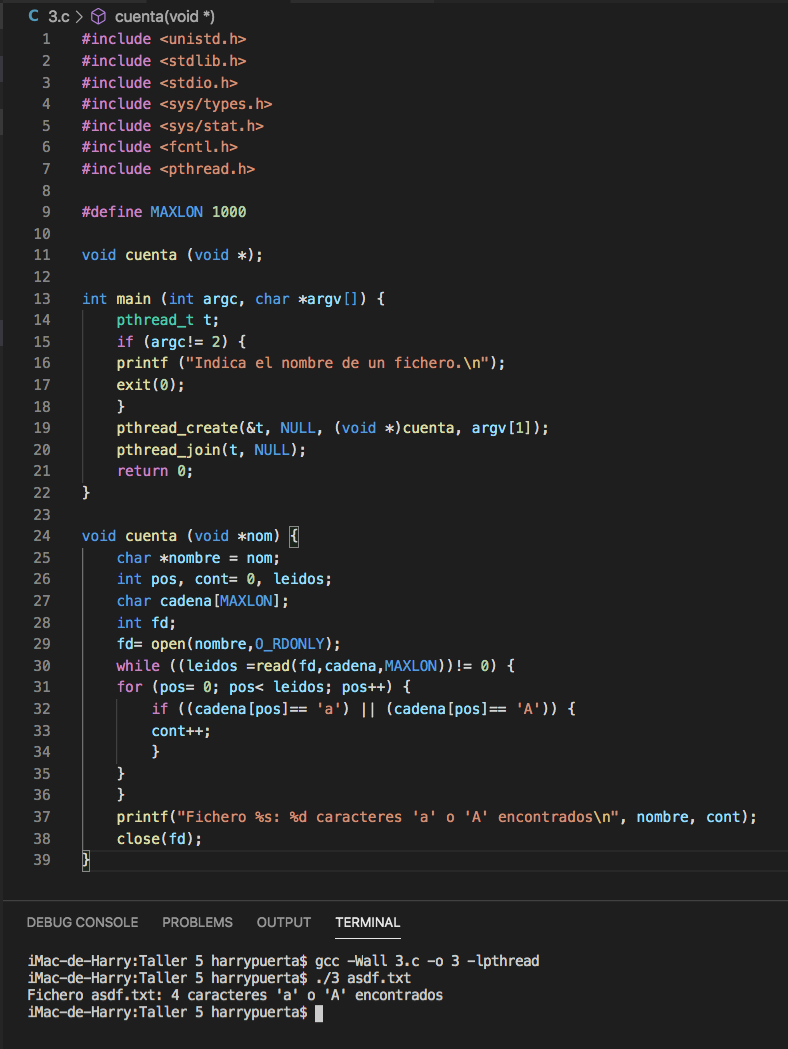 C 3.c > cuenta(void *)
1 #include <unistd.h>
2 #include <stdlib.h>
3 #include <stdio.h>
4 #include <sys/types.h>
5 #include <sys/stat.h>
6 #include <fcntl.h>
7 #include <pthread.h>
8
9 #define MAXLON 1000
10
11 void cuenta (void *);
12
13 int main (int argc, char *argv[]) {
14     pthread_t t;
15     if (argc!= 2) {
16     printf ("Indica el nombre de un fichero.\n");
17     exit(0);
18     }
19     pthread_create(&t, NULL, (void *)cuenta, argv[1]);
20     pthread_join(t, NULL);
21     return 0;
22 }
23
24 void cuenta (void *nom) {
25     char *nombre = nom;
26     int pos, cont= 0, leidos;
27     char cadena[MAXLON];
28     int fd;
29     fd= open(nombre,O_RDONLY);
30     while ((leidos =read(fd,cadena,MAXLON))!= 0) {
31     for (pos= 0; pos< leidos; pos++) {
32         if ((cadena[pos]== 'a') || (cadena[pos]== 'A')) {
33         cont++;
34         }
35     }
36     }
37     printf("Fichero %s: %d caracteres 'a' o 'A' encontrados\n", nombre, cont);
38     close(fd);
39 }
DEBUG CONSOLE PROBLEMS OUTPUT TERMINAL
iMac-de-Harry:Taller 5 harrypuerta$ gcc -Wall 3.c -o 3 -lpthread
iMac-de-Harry:Taller 5 harrypuerta$ ./3 asdf.txt
Fichero asdf.txt: 4 caracteres 'a' o 'A' encontrados
iMac-de-Harry:Taller 5 harrypuerta$